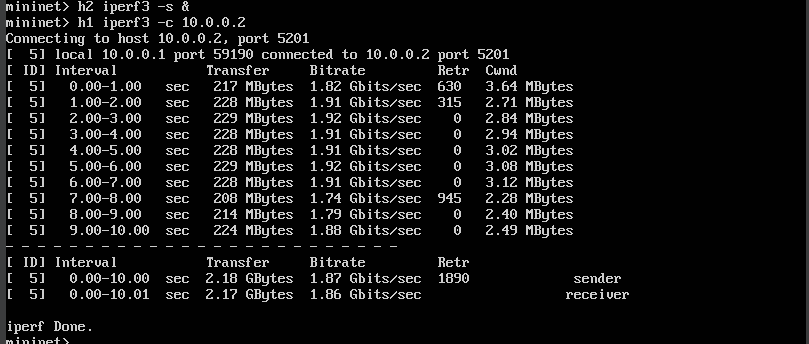 mininet> h2 iperf3 -s &
mininet> h1 iperf3 -c 10.0.0.2
Connecting to host 10.0.0.2, port 5201
[  5] local 10.0.0.1 port 59190 connected to 10.0.0.2 port 5201
[ ID] Interval           Transfer     Bitrate         Retr  Cwnd
[  5]   0.00-1.00   sec   217 MBytes  1.82 Gbits/sec  630   3.64 MBytes
[  5]   1.00-2.00   sec   228 MBytes  1.91 Gbits/sec  315   2.71 MBytes
[  5]   2.00-3.00   sec   229 MBytes  1.92 Gbits/sec    0   2.84 MBytes
[  5]   3.00-4.00   sec   228 MBytes  1.91 Gbits/sec    0   2.94 MBytes
[  5]   4.00-5.00   sec   228 MBytes  1.91 Gbits/sec    0   3.02 MBytes
[  5]   5.00-6.00   sec   229 MBytes  1.92 Gbits/sec    0   3.08 MBytes
[  5]   6.00-7.00   sec   228 MBytes  1.91 Gbits/sec    0   3.12 MBytes
[  5]   7.00-8.00   sec   208 MBytes  1.74 Gbits/sec  945   2.28 MBytes
[  5]   8.00-9.00   sec   214 MBytes  1.79 Gbits/sec    0   2.40 MBytes
[  5]   9.00-10.00  sec   224 MBytes  1.88 Gbits/sec    0   2.49 MBytes
- - - - - - - - - - - - - - - - - - - - - - - - -
[ ID] Interval           Transfer     Bitrate         Retr
[  5]   0.00-10.00  sec  2.18 GBytes  1.87 Gbits/sec  1890             sender
[  5]   0.00-10.01  sec  2.17 GBytes  1.86 Gbits/sec                  receiver

iperf Done.
mininet>